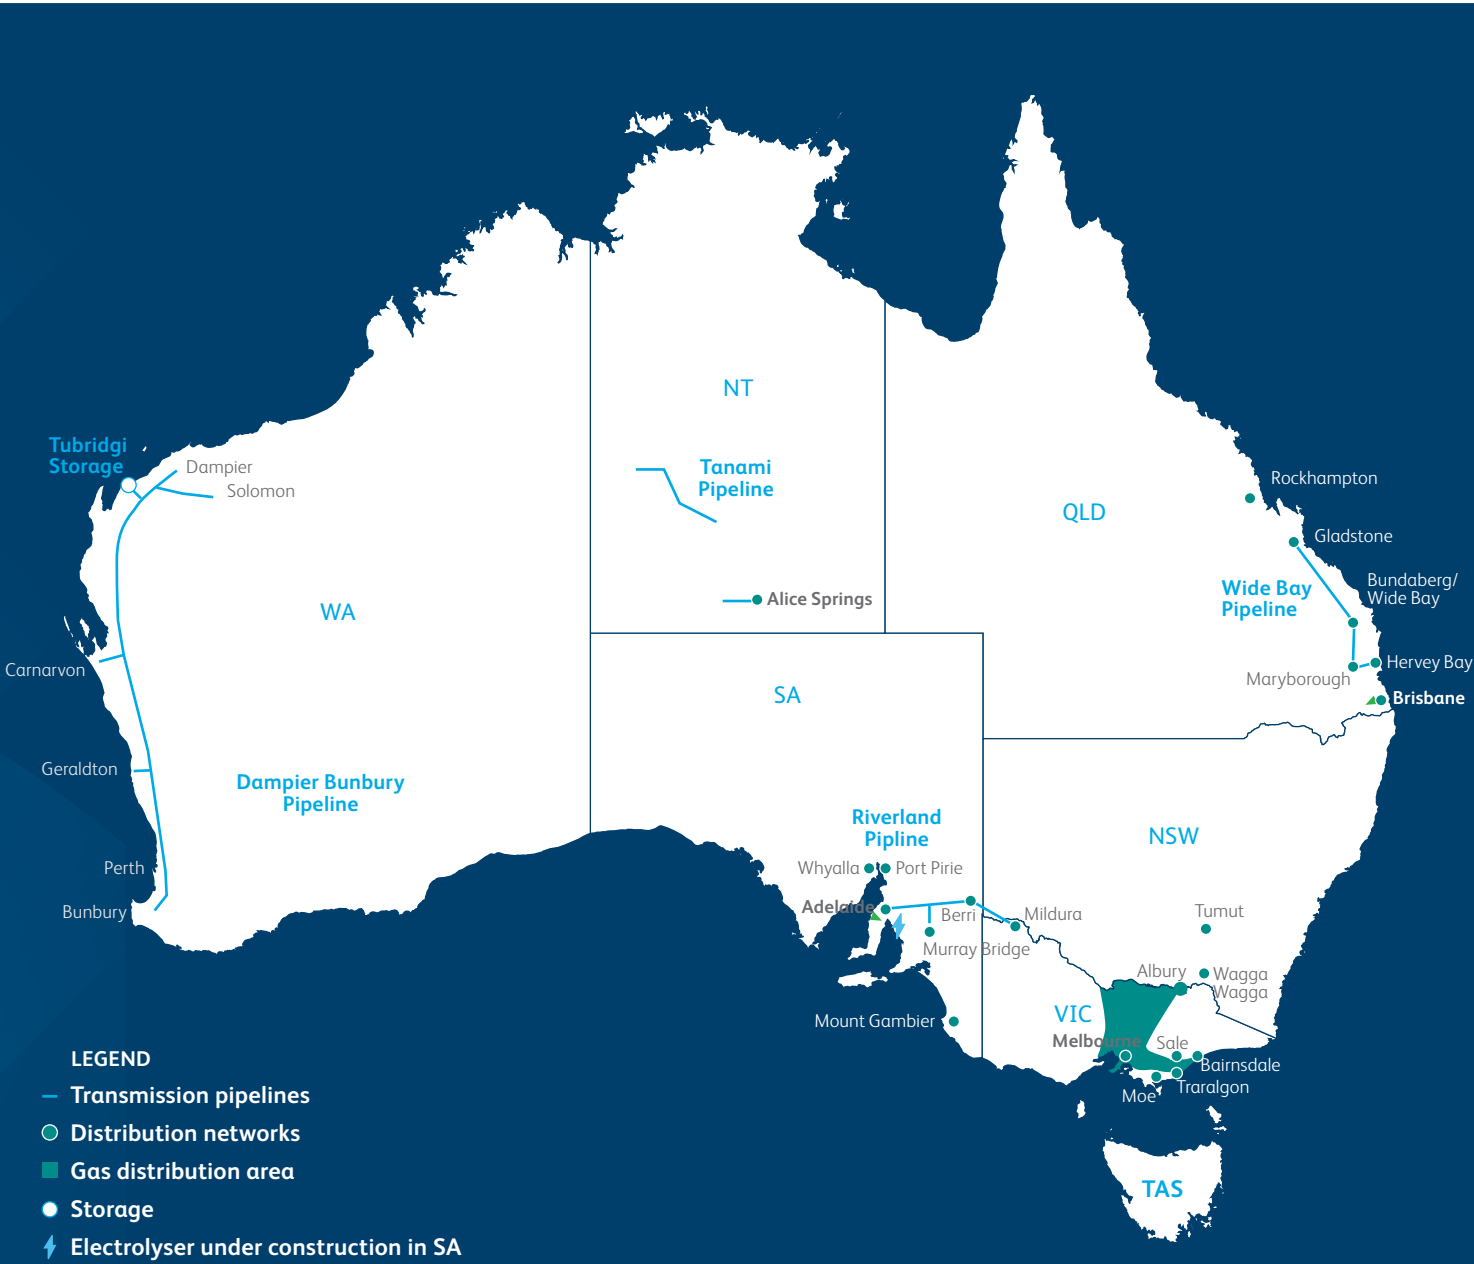 NT
Tubridgi
Storage
Dampier
Solomon
Tanami
Pipeline
Rockhampton
QLD
Gladstone
Wide Bay
Pipeline
Bundaberg/
Wide Bay
Alice Springs
WA
Carnarvon
Hervey Bay
Maryborough
SA
Brisbane
Geraldton
Dampier Bunbury
Pipeline
Riverland
Pipline
NSW
Perth
Whyalla
Port Pirie
Bunbury
Adelaide
Berri
Mildura
Tumut
Murray Bridge
Albury
Wagga
Wagga
Mount Gambier
VIC
Melbourne
Sale
Bairnsdale
Traralgon
Moe
TAS
LEGEND
Transmission pipelines
Distribution networks
Gas distribution area
Storage
Electrolyser under construction in SA